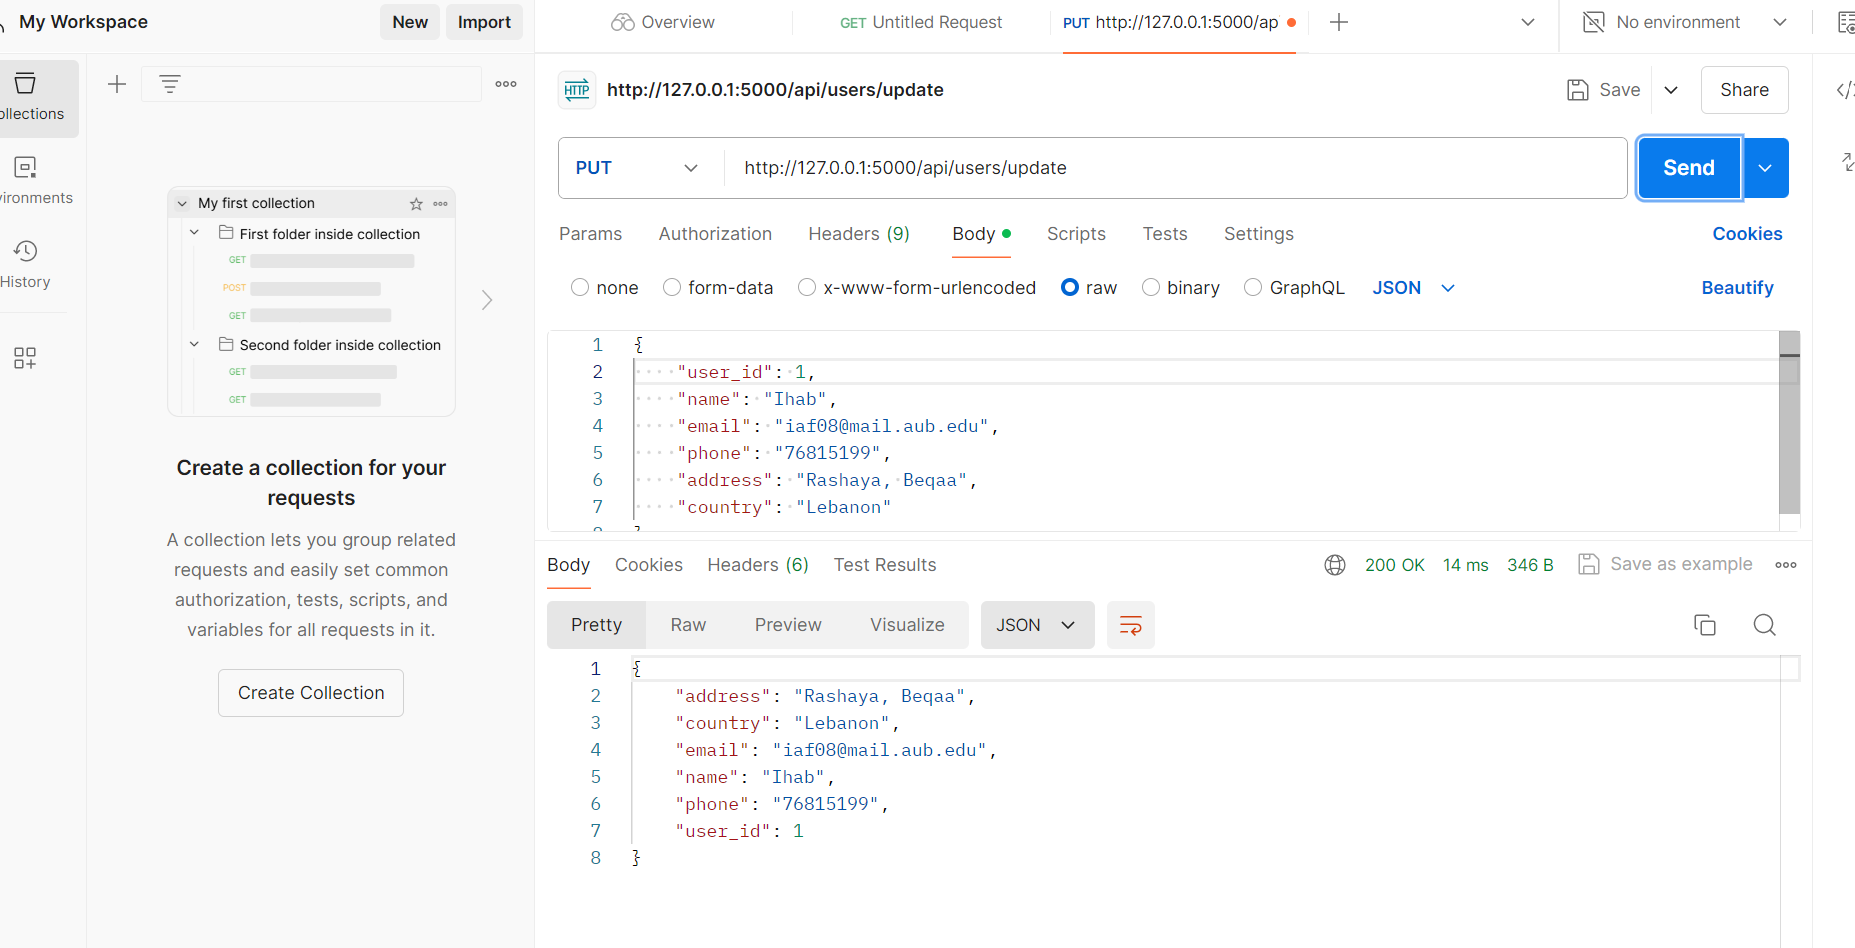 My Workspace
New
Import
Overview
GET Untitled Request
PUT http://127.0.0.1:5000/ap
No environment
ollections
ironments
History
My first collection
First folder inside collection
GET
POST
GET
Second folder inside collection
GET
GET
Create a collection for your
requests
A collection lets you group related
requests and easily set common
authorization, tests, scripts, and
variables for all requests in it.
Create Collection
HTTP
http://127.0.0.1:5000/api/users/update
Save
Share
PUT
http://127.0.0.1:5000/api/users/update
Send
Params
Authorization
Headers (9)
Body
Scripts
Tests
Settings
Cookies
none
form-data
x-www-form-urlencoded
raw
binary
GraphQL
JSON
Beautify
1 {
2 "user_id": 1,
3 "name": "Ihab",
4 "email": "iaf08@mail.aub.edu",
5 "phone": "76815199",
6 "address": "Rashaya, Beqaa",
7 "country": "Lebanon"
Body
Cookies
Headers (6)
Test Results
200 OK
14 ms
346 B
Save as example
Pretty
Raw
Preview
Visualize
JSON
1 {
2 "address": "Rashaya, Beqaa",
3 "country": "Lebanon",
4 "email": "iaf08@mail.aub.edu",
5 "name": "Ihab",
6 "phone": "76815199",
7 "user_id": 1
8 }